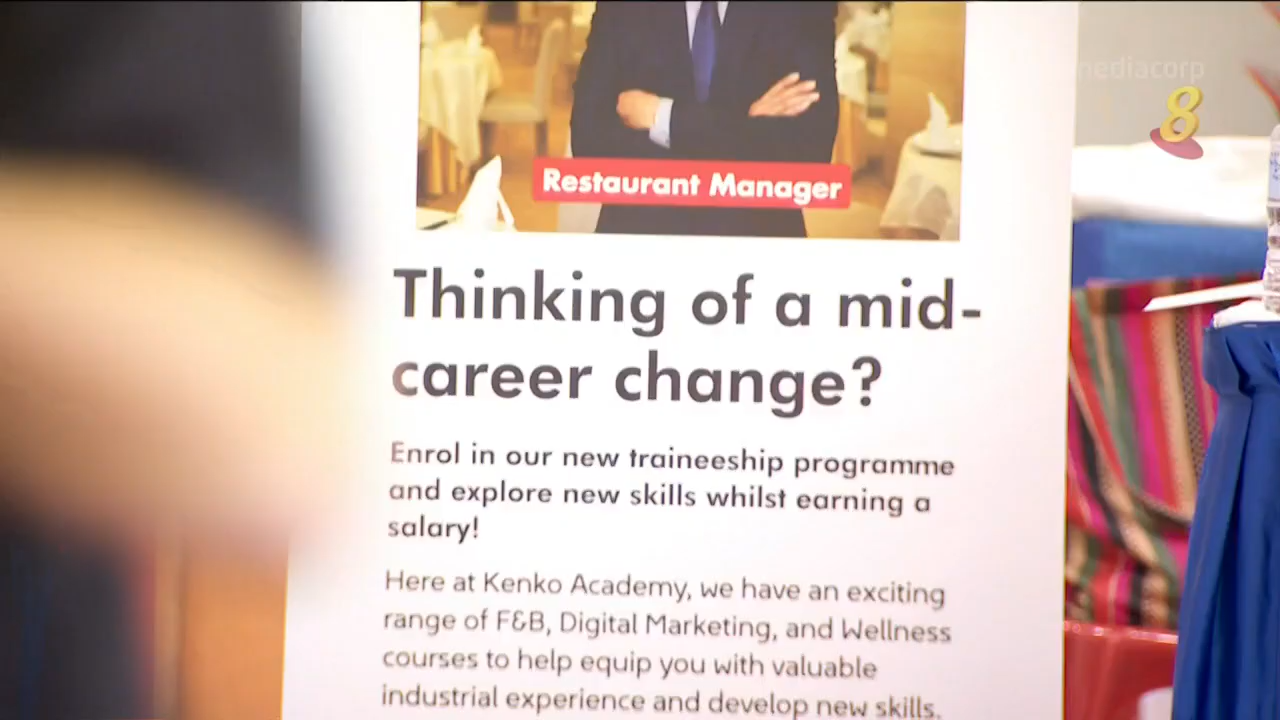 mediacorp
8
Restaurant Manager
Thinking of a mid-
career change?
Enrol in our new traineeship programme
and explore new skills whilst earning a
salary!
Here at Kenko Academy, we have an exciting
range of F&B, Digital Marketing, and Wellness
courses to help equip you with valuable
industrial experience and develop new skills.